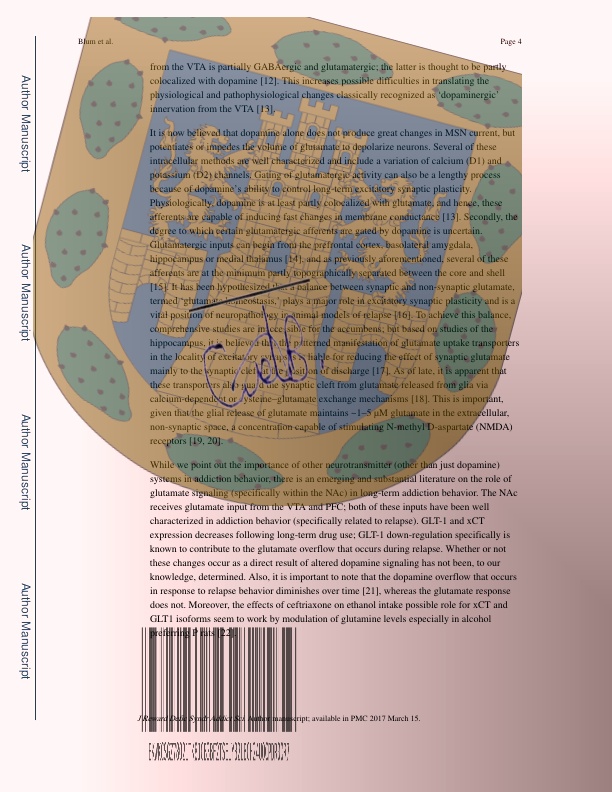 Blum et al.
Page 4
Author Manuscript
Author Manuscript
Author Manuscript
Author Manuscript
from the VTA is partially GABAergic and glutamatergic; the latter is thought to be partly
colocalized with dopamine [12]. This increases possible difficulties in translating the
physiological and pathophysiological changes classically recognized as 'dopaminergic'
innervation from the VTA [13].
It is now believed that dopamine alone does not produce great changes in MSN current, but
potentiates or impedes the volume of glutamate to depolarize neurons. Several of these
intracellular methods are well characterized and include a variation of calcium (D1) and
potassium (D2) channels. Gating of glutamatergic activity can also be a lengthy process
because of dopamine's ability to control long-term excitatory synaptic plasticity.
Physiologically, dopamine is at least partly colocalized with glutamate, and hence, these
afferents are capable of inducing fast changes in membrane conductance [13]. Secondly, the
degree to which certain glutamatergic afferents are gated by dopamine is uncertain.
Glutamatergic inputs can begin from the prefrontal cortex, basolateral amygdala,
hippocampus or medial thalamus [14], and as previously aforementioned, several of these
afferents are at the minimum partly topographically separated between the core and shell
[15]. It has been hypothesized that a balance between synaptic and non-synaptic glutamate,
termed 'glutamate homeostasis,' plays a major role in excitatory synaptic plasticity and is a
vital position of neuropathology in animal models of relapse [16]. To achieve this balance,
comprehensive studies are in for the accumbens, but based on studies of the
hippocampus, it is believed that the patterned manifestation of glutamate uptake transporters
in the locality of excitatory for reducing the effect of synaptic glutamate
mainly to the synaptic cleft in the position of discharge [17]. As of late, it is apparent that
these transporters also guard the synaptic cleft from glutamate released from glia via
calcium-dependent or cysteine–glutamate exchange mechanisms [18]. This is important,
given that the glial release of glutamate maintains ~1–5 μM glutamate in the extracellular,
non-synaptic space, a concentration capable of stimulating N-methyl D-aspartate (NMDA)
receptors [19, 20].
While we point out the importance of other neurotransmitter (other than just dopamine)
systems in addiction behavior, there is an emerging and substantial literature on the role of
glutamate signaling (specifically within the NAc) in long-term addiction behavior. The NAc
receives glutamate input from the VTA and PFC; both of these inputs have been well
characterized in addiction behavior (specifically related to relapse). GLT-1 and xCT
expression decreases following long-term drug use; GLT-1 down-regulation specifically is
known to contribute to the glutamate overflow that occurs during relapse. Whether or not
these changes occur as a direct result of altered dopamine signaling has not been, to our
knowledge, determined. Also, it is important to note that the dopamine overflow that occurs
in response to relapse behavior diminishes over time [21], whereas the glutamate response
does not. Moreover, the effects of ceftriaxone on ethanol intake possible role for xCT and
GLT1 isoforms seem to work by modulation of glutamine levels especially in alcohol
preferring P rats [22].
J Reward Defic Syndr Addict Sci. Author manuscript; available in PMC 2017 March 15.